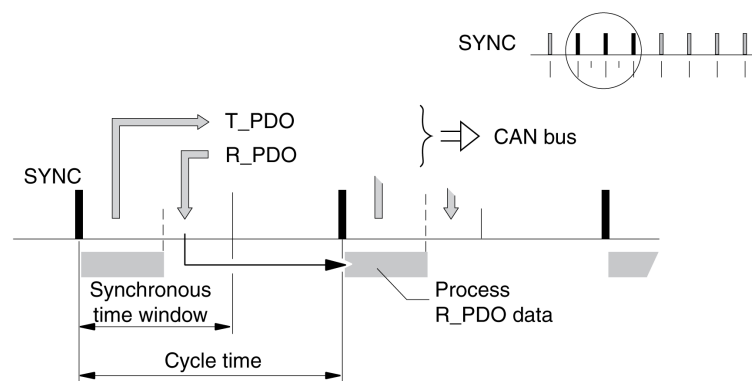 SYNC
T_PDO
R_PDO
CAN bus
SYNC
Synchronous
time window
Process
R_PDO data
Cycle time